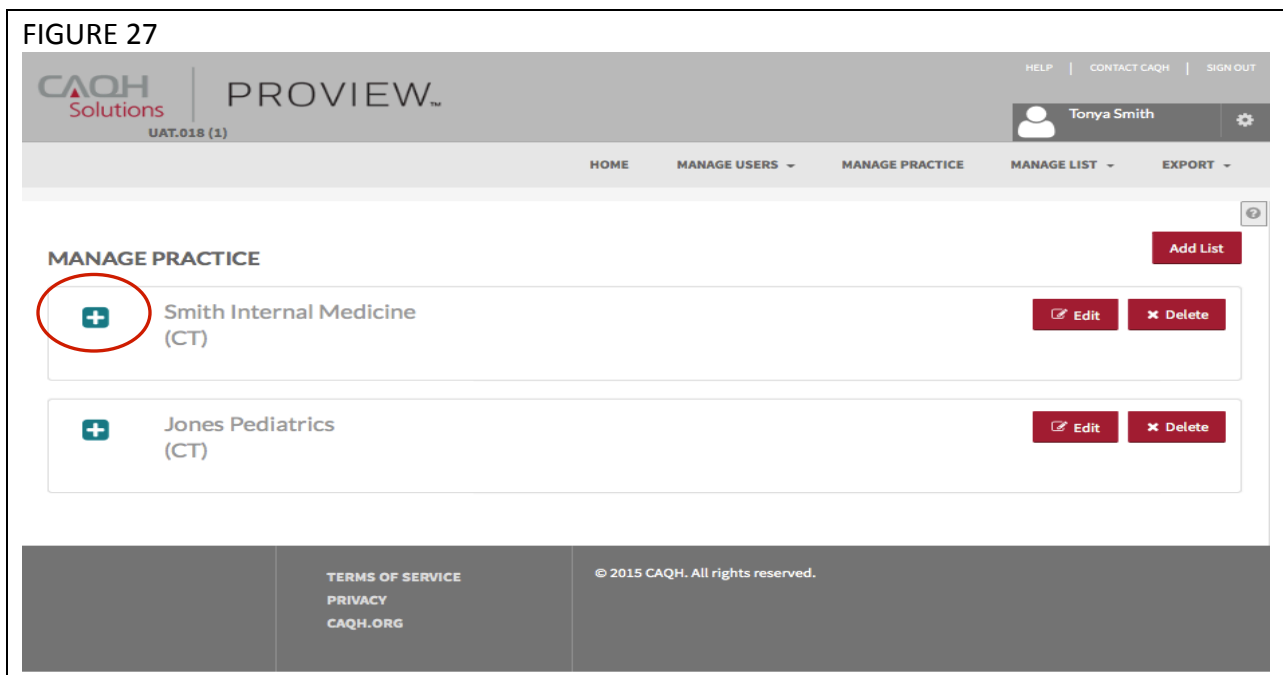 FIGURE 27
HELP | CONTACT CAQH | SIGN OUT
CAQH
Solutions
PROVIEW™
UAT.018 (1)
Tonya Smith
HOME MANAGE USERS MANAGE PRACTICE MANAGE LIST EXPORT
?
Add List
MANAGE PRACTICE
Smith Internal Medicine
(CT)
Edit Delete
Jones Pediatrics
(CT)
Edit Delete
TERMS OF SERVICE
PRIVACY
CAQH.ORG
© 2015 CAQH. All rights reserved.